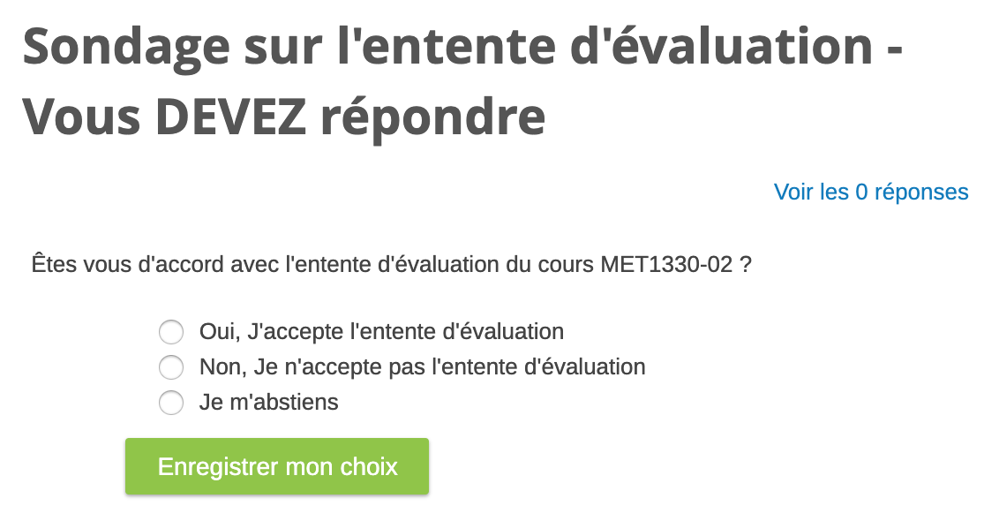 Sondage sur l'entente d'évaluation -
Vous DEVEZ répondre
Voir les 0 réponses
Êtes vous d'accord avec l'entente d'évaluation du cours MET1330-02 ?
Oui, J'accepte l'entente d'évaluation
Non, Je n'accepte pas l'entente d'évaluation
Je m'abstiens
Enregistrer mon choix